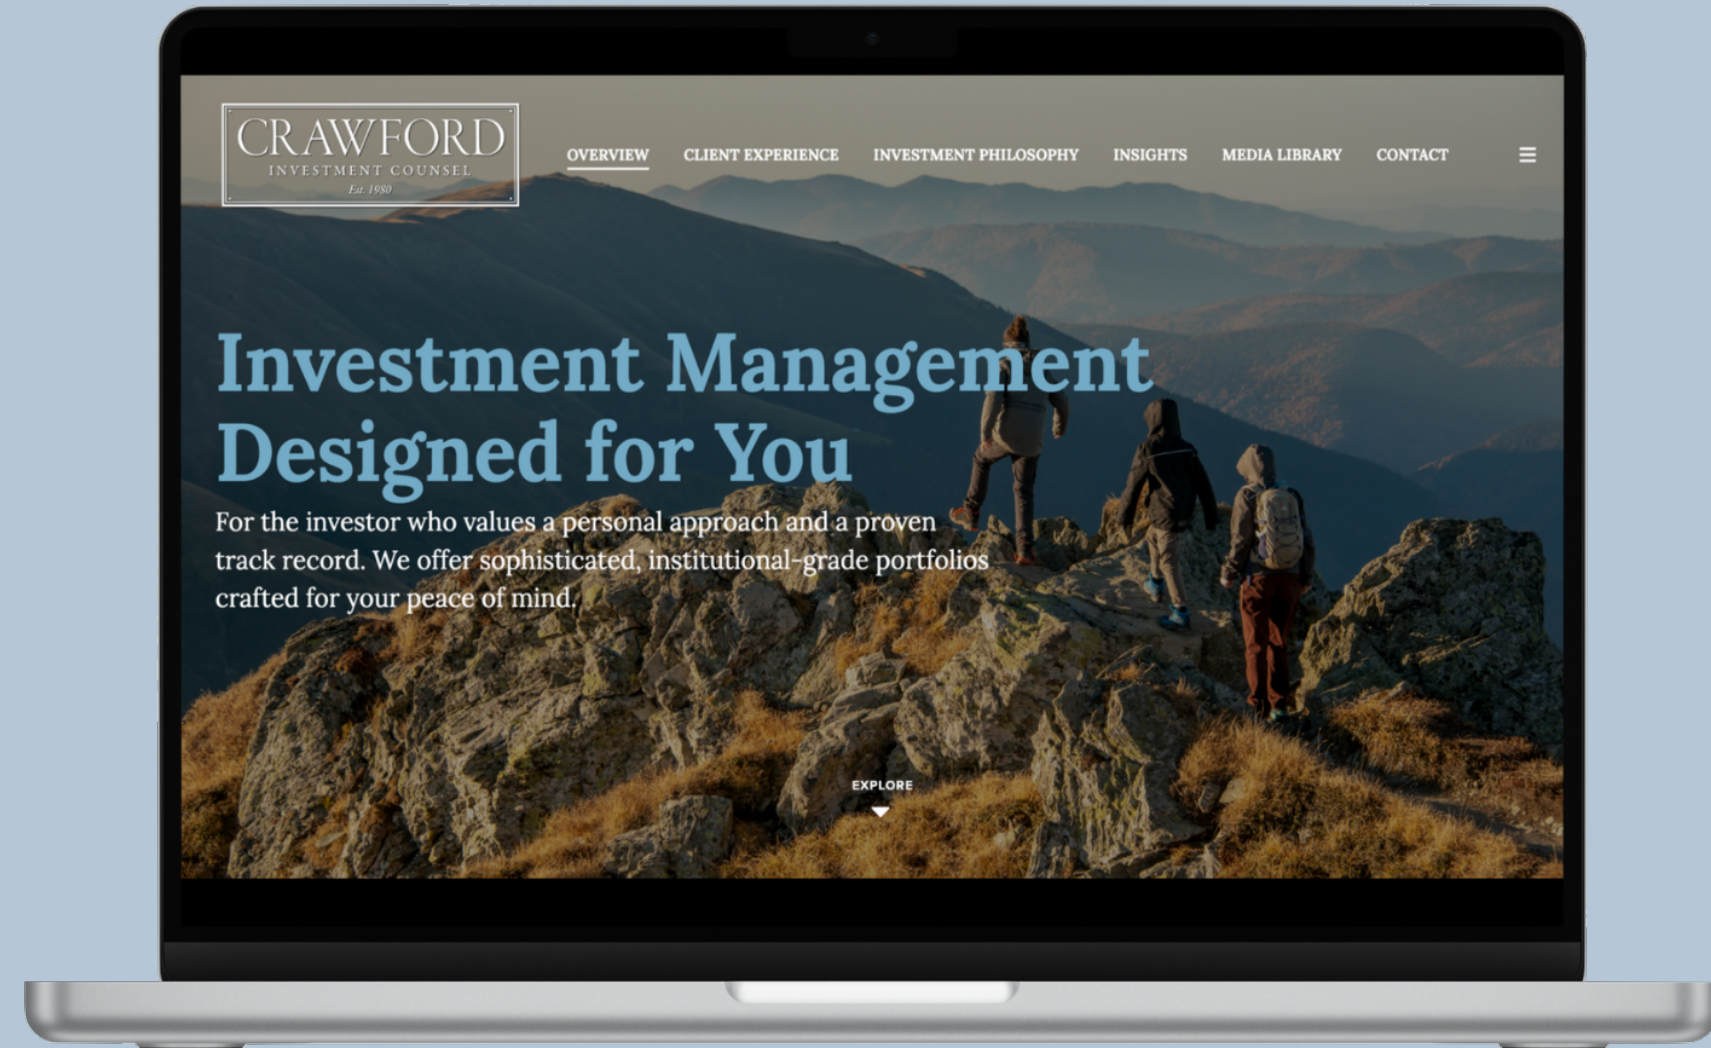 CRAWFORD
INVESTMENT COUNSEL
Est. 1980
OVERVIEW
CLIENT EXPERIENCE
INVESTMENT PHILOSOPHY
INSIGHTS
MEDIA LIBRARY
CONTACT
Investment Management
Designed for You
For the investor who values a personal approach and a proven
track record. We offer sophisticated, institutional-grade portfolios
crafted for your peace of mind.
EXPLORE